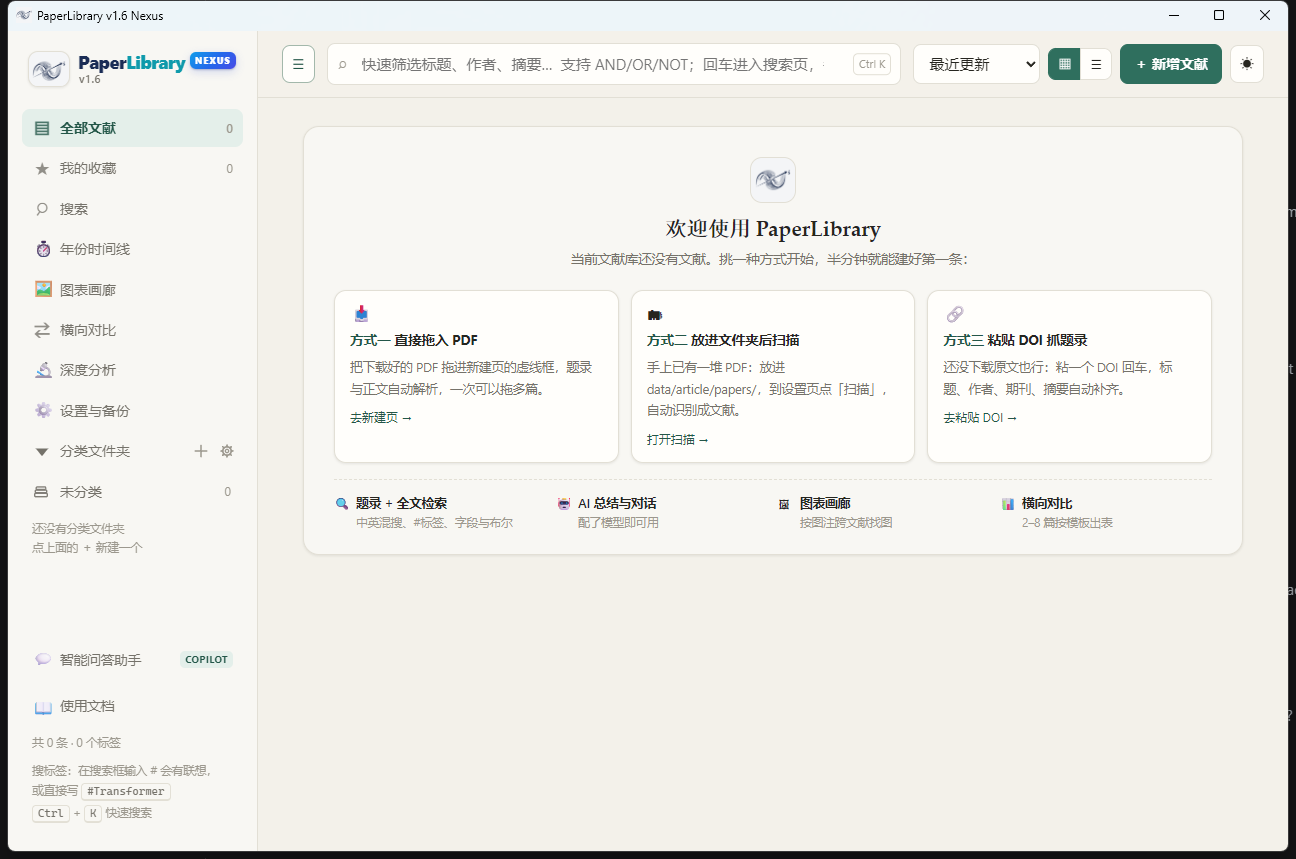 PaperLibrary v1.6 Nexus
PaperLibrary NEXUS
v1.6
全部文献 0
我的收藏 0
搜索
年份时间线
图表画廊
横向对比
深度分析
设置与备份
分类文件夹
未分类 0
还没有分类文件夹
点上面的 + 新建一个
智能问答助手 COPILOT
使用文档
共 0 条 · 0 个标签
搜标签：在搜索框输入 # 会有联想，
或直接写 #Transformer
Ctrl + K 快速搜索
快速筛选标题、作者、摘要... 支持 AND/OR/NOT；回车进入搜索页， Ctrl K
最近更新
+ 新增文献
欢迎使用 PaperLibrary
当前文献库还没有文献。挑一种方式开始，半分钟就能建好第一条：
方式一 直接拖入 PDF
把下载好的 PDF 拖进新建页的虚线框，题录
与正文自动解析，一次可以拖多篇。
去新建页 →
方式二 放进文件夹后扫描
手上已有一堆 PDF：放进
data/article/papers/，到设置页点「扫描」，
自动识别成文献。
打开扫描 →
方式三 粘贴 DOI 抓题录
还没下载原文也行：粘一个 DOI 回车，标
题、作者、期刊、摘要自动补齐。
去粘贴 DOI →
题录 + 全文检索
中英混搜、#标签、字段与布尔
AI 总结与对话
配了模型即可用
图表画廊
按图注跨文献找图
横向对比
2–8 篇按模板出表